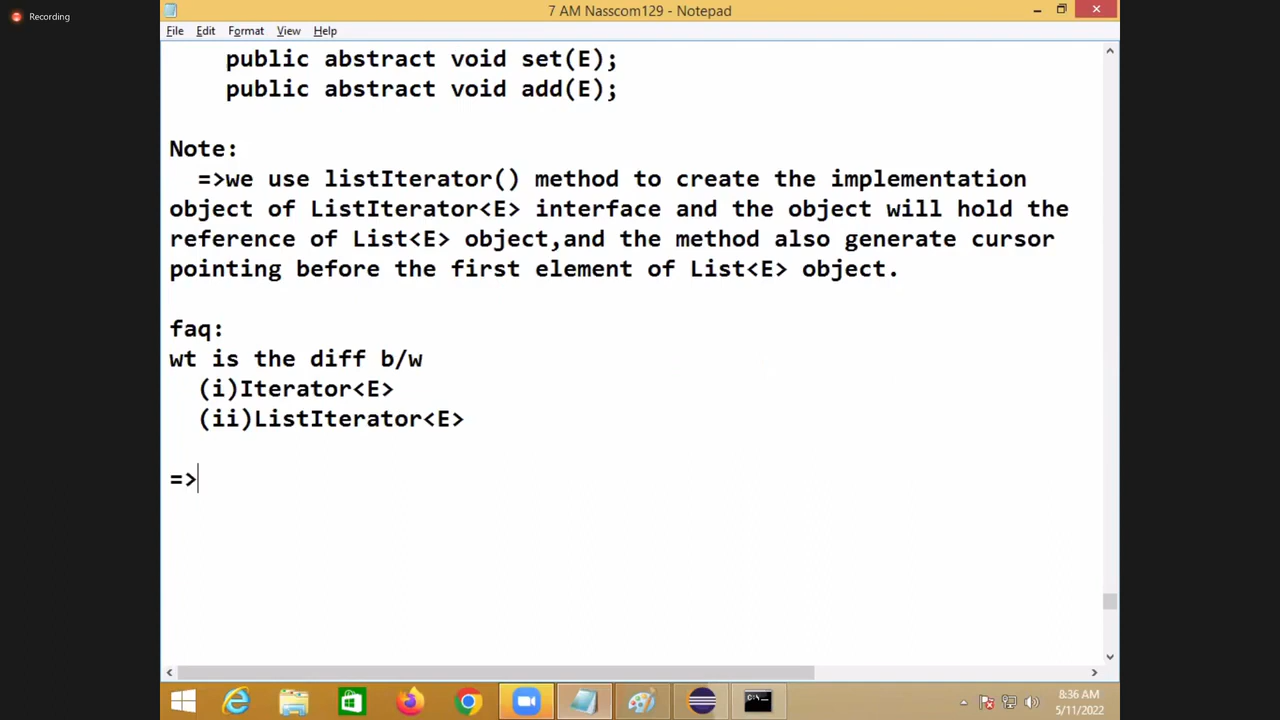 Recording
7 AM Nasscom129 - Notepad
File Edit Format View Help
public abstract void set(E);
public abstract void add(E);
Note:
=>we use listIterator() method to create the implementation
object of ListIterator<E> interface and the object will hold the
reference of List<E> object,and the method also generate cursor
pointing before the first element of List<E> object.
faq:
wt is the diff b/w
(i)Iterator<E>
(ii)ListIterator<E>
=>
C:\.
8:36 AM
5/11/2022